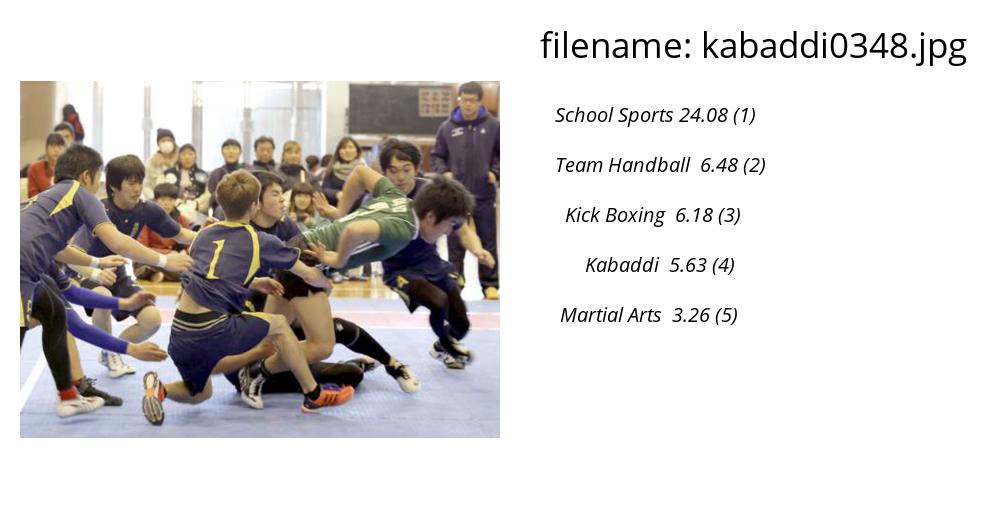 filename: kabaddi0348.jpg
School Sports 24.08 (1)
Team Handball 6.48 (2)
Kick Boxing 6.18 (3)
Kabaddi 5.63 (4)
Martial Arts 3.26 (5)
1